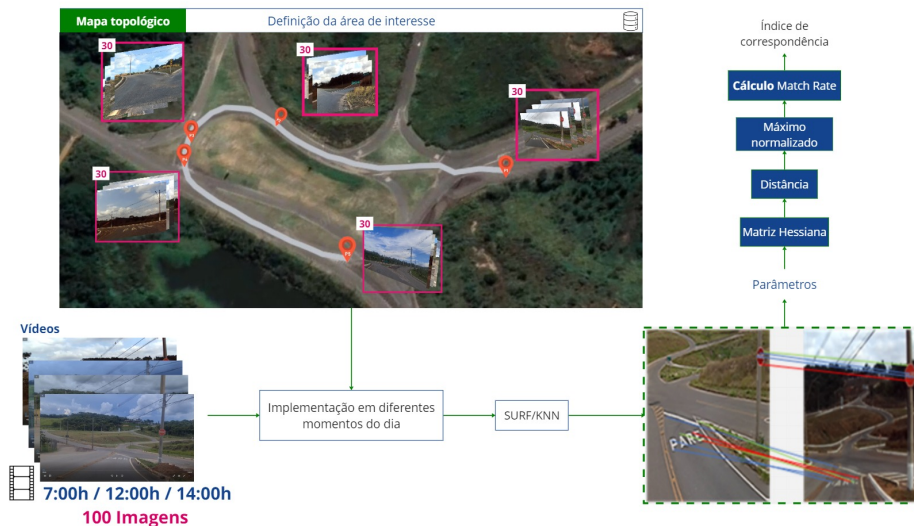 Mapa topológico
Definição da área de interesse
30
30
30
30
30
Vídeos
7:00h / 12:00h / 14:00h
100 Imagens
Implementação em diferentes
momentos do dia
SURF/KNN
PARE
Parâmetros
Matriz Hessiana
Distância
Máximo
normalizado
Cálculo Match Rate
Índice de
correspondência